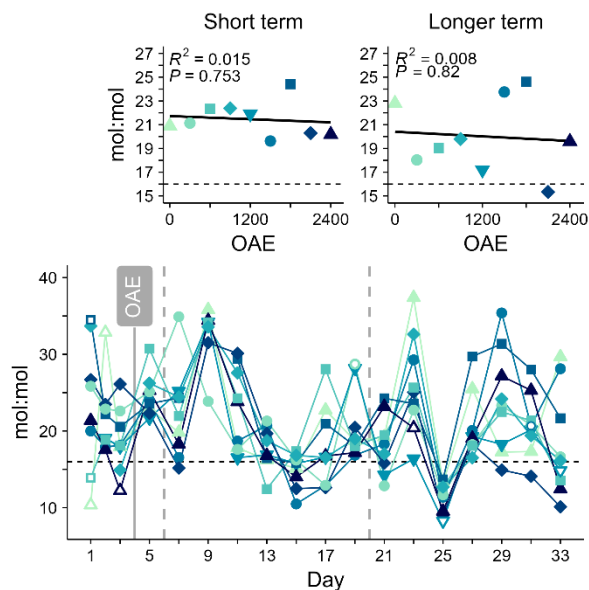 Short term
Longer term
R² = 0.015
P = 0.753
R² = 0.008
P = 0.82
mol:mol
27
25
23
21
19
17
15
27
25
23
21
19
17
15
0 1200 2400
0 1200 2400
OAE
OAE
OAE
mol:mol
40
30
20
10
1 5 9 13 17 21 25 29 33
Day